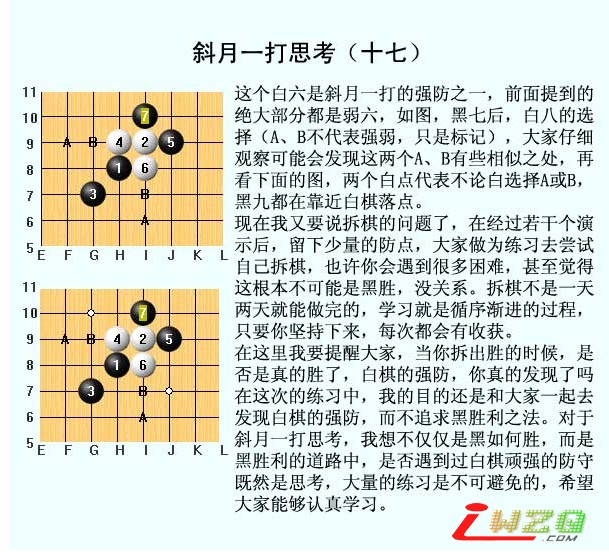 斜月一打思考（十七）
11
10
9
8
7
6
5
E F G H I J K L
7
A B 4 2 5
1 6
3 B
A
这个白六是斜月一打的强防之一，前面提到的
绝大部分都是弱六，如图，黑七后，白八的选
择（A、B不代表强弱，只是标记），大家仔细
观察可能会发现这两个A、B有些相似之处，再
看下面的图，两个白点代表不论白选择A或B，
黑九都在靠近白棋落点。
现在我又要说拆棋的问题了，在经过若干个演
示后，留下少量的防点，大家做为练习去尝试
自己拆棋，也许你会遇到很多困难，甚至觉得
这根本不可能是黑胜，没关系。拆棋不是一天
两天就能做完的，学习就是循序渐进的过程，
只要你坚持下来，每次都会有收获。
在这里我要提醒大家，当你拆出胜的时候，是
否是真的胜了，白棋的强防，你真的发现了吗
在这次的练习中，我的目的还是和大家一起去
发现白棋的强防，而不追求黑胜利之法。对于
斜月一打思考，我想不仅仅是黑如何胜，而是
黑胜利的道路中，是否遇到过白棋顽强的防守
既然是思考，大量的练习是不可避免的，希望
大家能够认真学习。
11
10
9
8
7
6
5
E F G H I J K L
7
A B 4 2 5
1 6
3 B
A
iWZQ
.COM